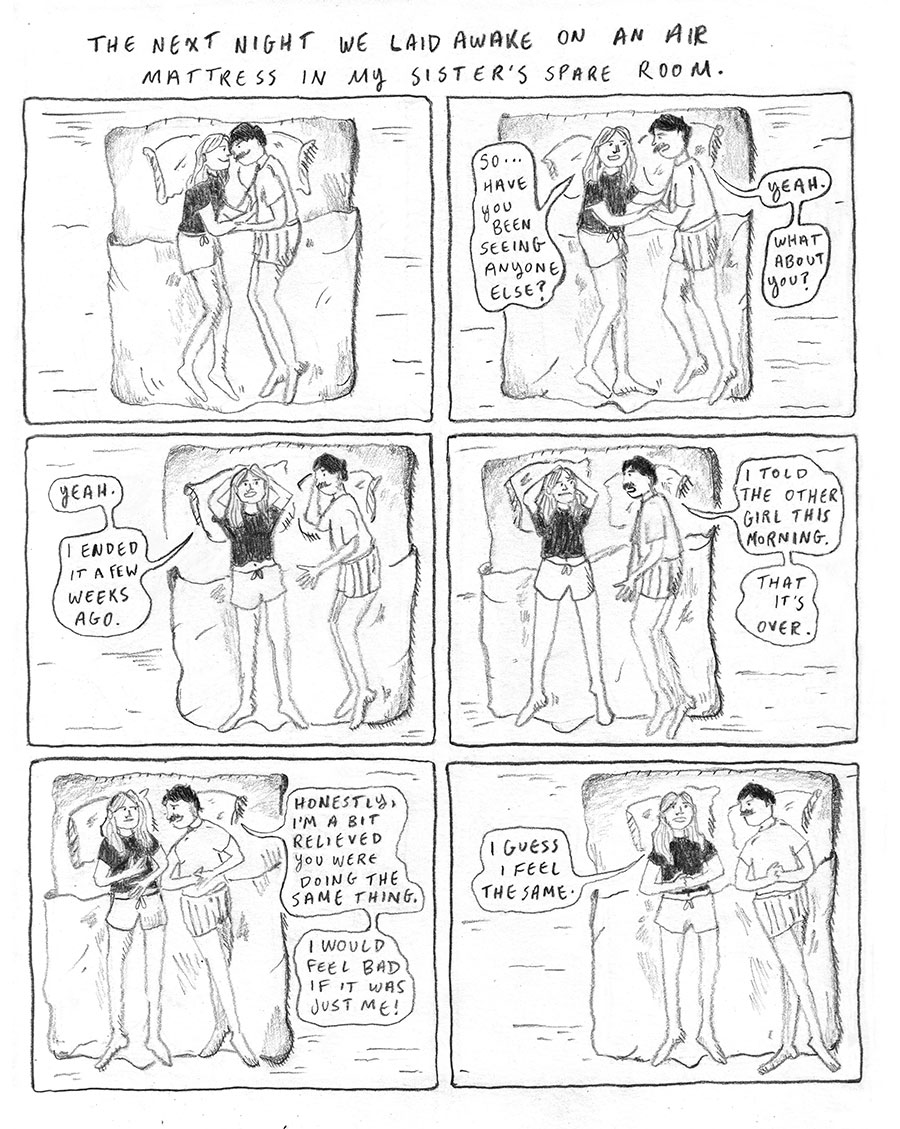 THE NEXT NIGHT WE LAID AWAKE ON AN AIR
MATTRESS IN MY SISTER'S SPARE ROOM.
SO...
HAVE
YOU
BEEN
SEEING
ANYONE
ELSE?
YEAH.
WHAT
ABOUT
YOU?
YEAH.
I ENDED
IT A FEW
WEEKS
AGO.
I TOLD
THE OTHER
GIRL THIS
MORNING.
THAT
IT'S
OVER.
HONESTLY,
I'M A BIT
RELIEVED
YOU WERE
DOING THE
SAME THING.
I WOULD
FEEL BAD
IF IT WAS
JUST ME!
I GUESS
I FEEL
THE SAME.